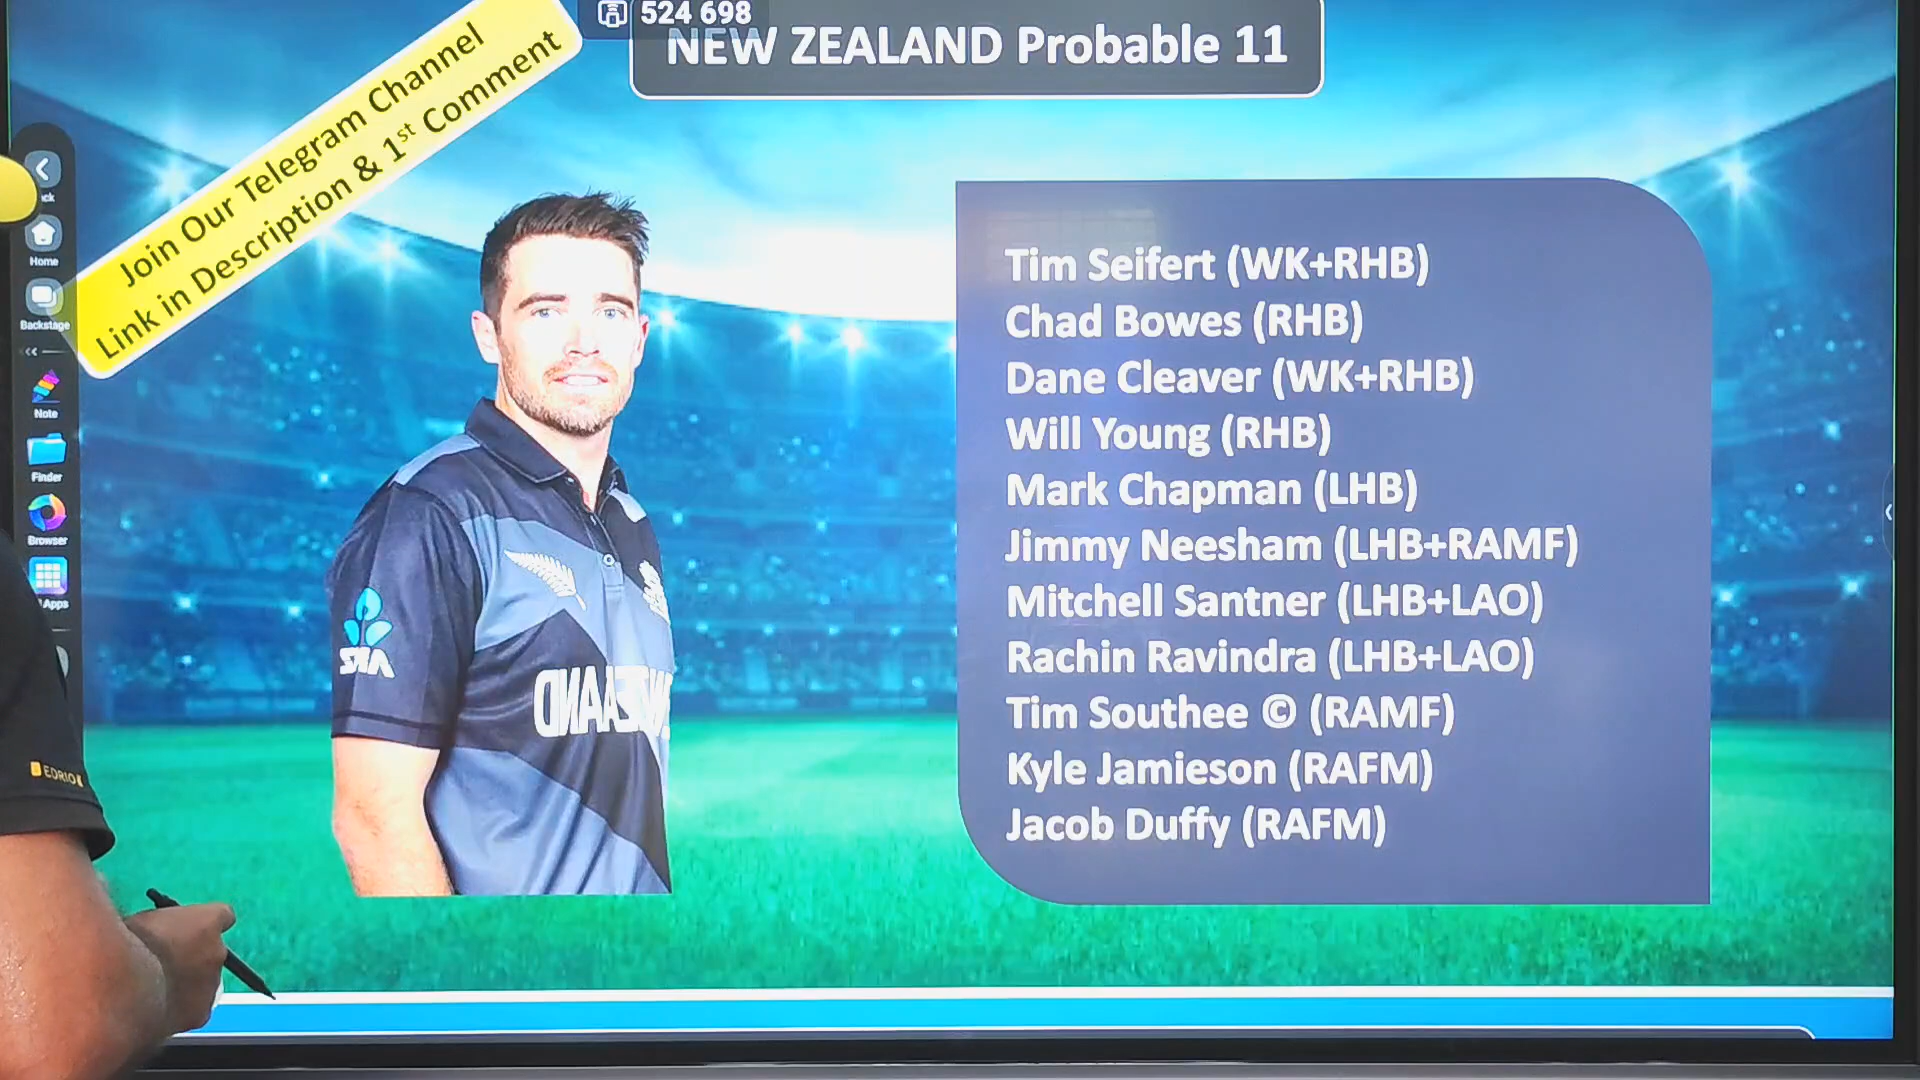 524 698
NEW ZEALAND Probable 11
Join Our Telegram Channel
Link in Description & 1st Comment
Home
Backstage
Note
Finder
Browser
Apps
Tim Seifert (WK+RHB)
Chad Bowes (RHB)
Dane Cleaver (WK+RHB)
Will Young (RHB)
Mark Chapman (LHB)
Jimmy Neesham (LHB+RAMF)
Mitchell Santner (LHB+LAO)
Rachin Ravindra (LHB+LAO)
Tim Southee © (RAMF)
Kyle Jamieson (RAFM)
Jacob Duffy (RAFM)